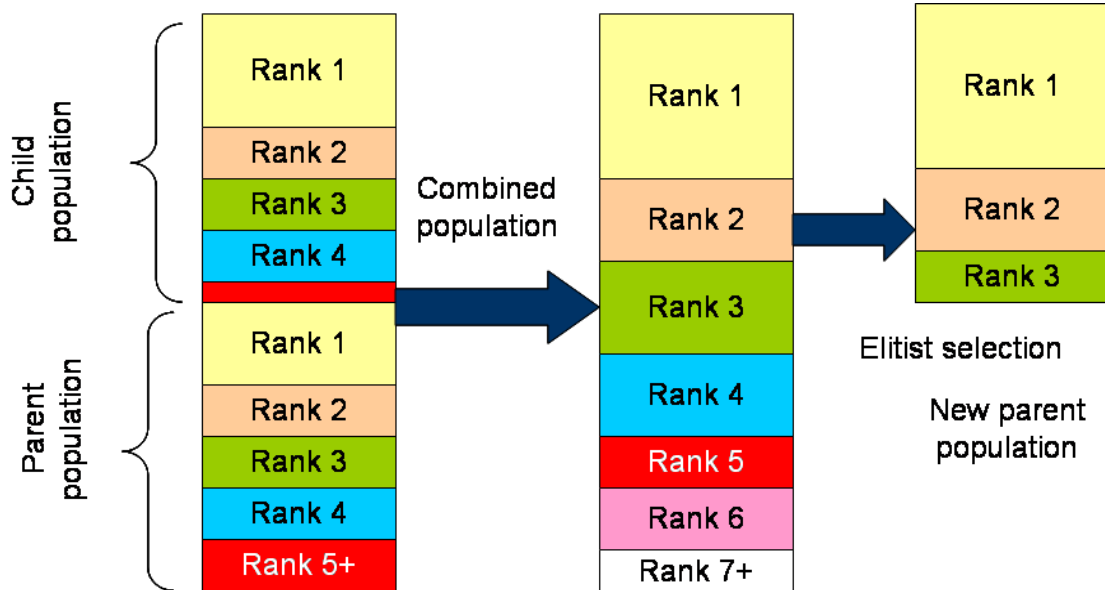 Child
population
Rank 1
Rank 2
Rank 3
Rank 4
Parent
population
Rank 1
Rank 2
Rank 3
Rank 4
Rank 5+
Combined
population
Rank 1
Rank 2
Rank 3
Rank 4
Rank 5
Rank 6
Rank 7+
Rank 1
Rank 2
Rank 3
Elitist selection
New parent
population